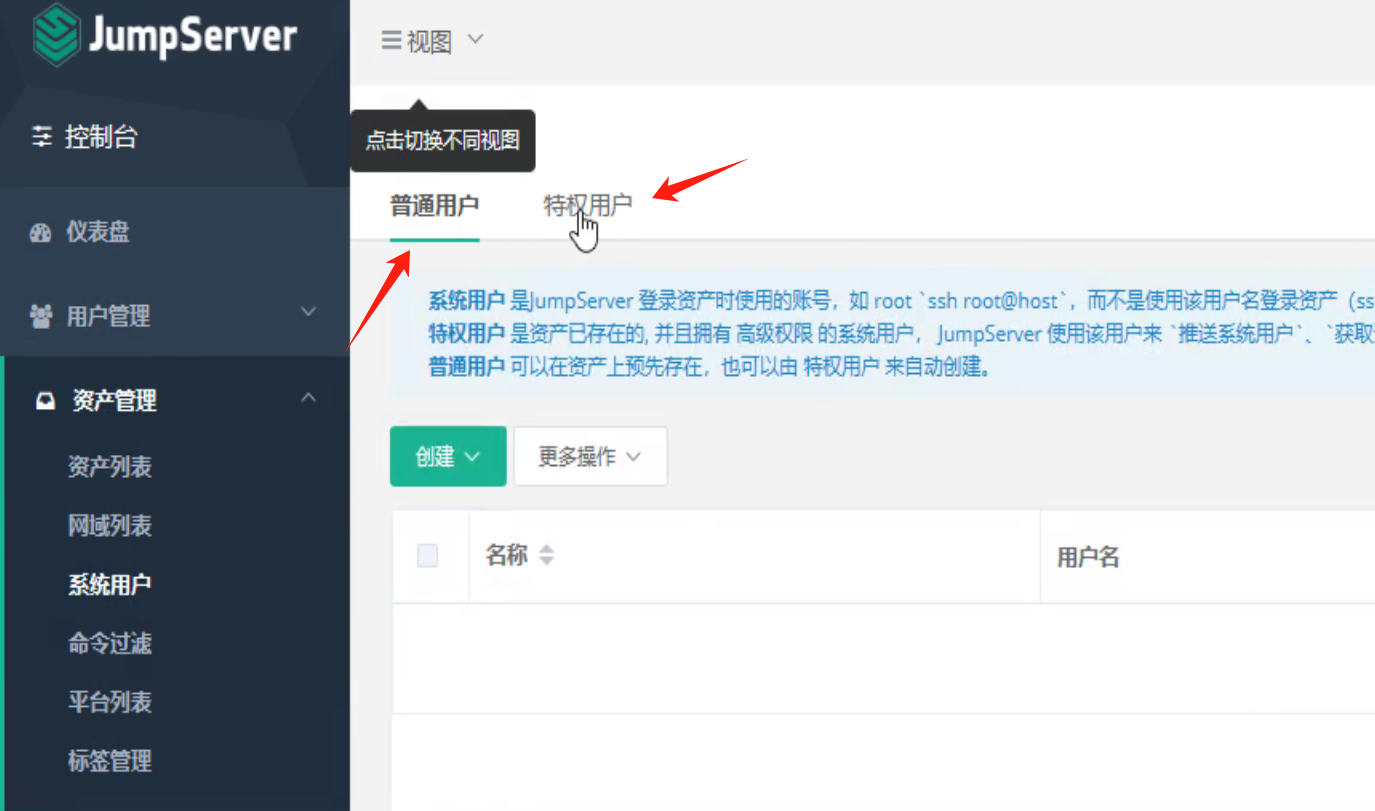 JumpServer
视图
点击切换不同视图
控制台
仪表盘
用户管理
资产管理
资产列表
网域列表
系统用户
命令过滤
平台列表
标签管理
普通用户 特权用户
系统用户 是JumpServer 登录资产时使用的账号，如 root `ssh root@host`，而不是使用该用户名登录资产（ss
特权用户 是资产已存在的, 并且拥有 高级权限 的系统用户， JumpServer 使用该用户来 `推送系统用户`、`获取
普通用户 可以在资产上预先存在，也可以由 特权用户 来自动创建。
创建 更多操作
名称 用户名